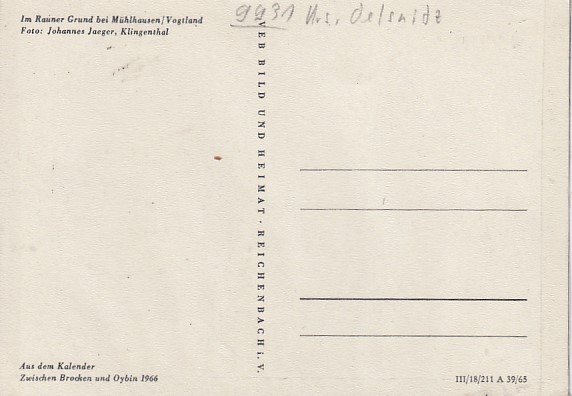 Im Rauner Grund bei Mühlhausen/Vogtland
Foto: Johannes Jaeger, Klingenthal
9931 Krs. Oelsnitz
VEB BILD UND HEIMAT · REICHENBACH i. V.
Aus dem Kalender
Zwischen Brocken und Oybin 1966
III/18/211 A 39/65